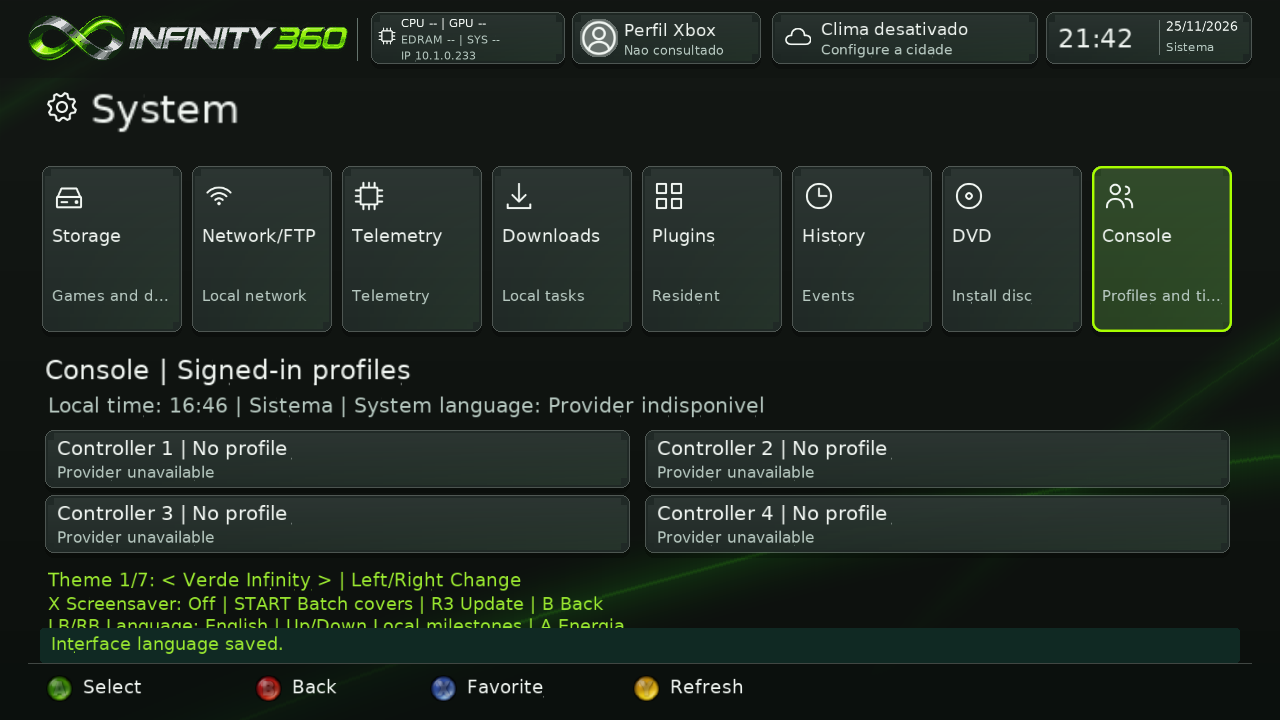 INFINITY 360
CPU -- | GPU --
EDRAM -- | SYS --
IP 10.1.0.233
Perfil Xbox
Nao consultado
Clima desativado
Configure a cidade
21:42
25/11/2026
Sistema
System
Storage
Games and d...
Network/FTP
Local network
Telemetry
Telemetry
Downloads
Local tasks
Plugins
Resident
History
Events
DVD
Install disc
Console
Profiles and ti...
Console | Signed-in profiles
Local time: 16:46 | Sistema | System language: Provider indisponivel
Controller 1 | No profile
Provider unavailable
Controller 2 | No profile
Provider unavailable
Controller 3 | No profile
Provider unavailable
Controller 4 | No profile
Provider unavailable
Theme 1/7: < Verde Infinity > | Left/Right Change
X Screensaver: Off | START Batch covers | R3 Update | B Back
LB/RB Language: English | Up/Down Local milestones | A Energia
Interface language saved.
Select
Back
Favorite
Refresh